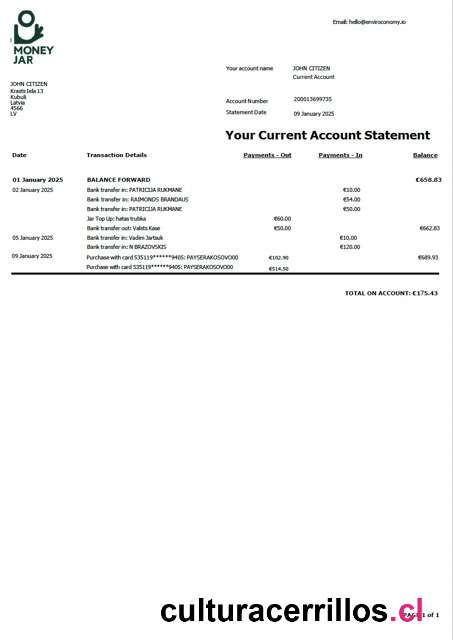 Email: hello@enviroconomy.io
MONEY
JAR
Your account name JOHN CITIZEN
Current Account
JOHN CITIZEN
Krasts Iela 13
Kubuli
Latvia
4566
LV
Account Number 200013699735
Statement Date 09 January 2025
Your Current Account Statement
Date Transaction Details Payments - Out Payments - In Balance
01 January 2025 BALANCE FORWARD €658.83
02 January 2025 Bank transfer in: PATRICIJA RUKMANE €10.00
Bank transfer in: RAIMONDS BRANDAUS €54.00
Bank transfer in: PATRICIJA RUKMANE €50.00
Jar Top Up: hatas trubka €60.00
Bank transfer out: Valsts Kase €50.00 €662.83
05 January 2025 Bank transfer in: Vadim Jartsuk €10.00
Bank transfer in: N BRAZOVSKIS €120.00
09 January 2025 Purchase with card 535119******9405: PAYSERAKOSOVO00 €102.90 €689.93
Purchase with card 535119******9405: PAYSERAKOSOVO00 €514.50
TOTAL ON ACCOUNT: €175.43
culturacerrillos.cl
PAGE 1 of 1